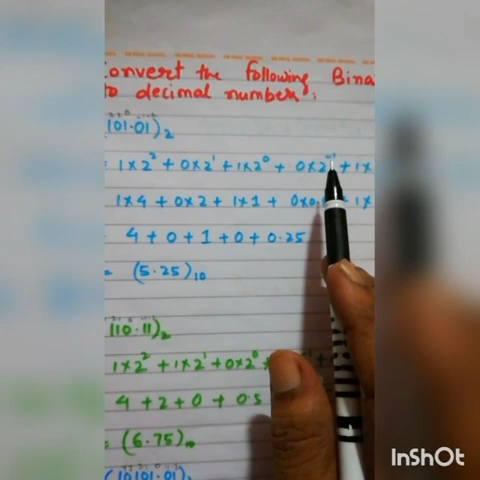 onvert the following Bina
to decimal numbers:
(101.01)₂
= 1×2² + 0×2¹ + 1×2⁰ + 0×2⁻¹ + 1×
1×4 + 0×2 + 1×1 + 0×0. 1×
4 + 0 + 1 + 0 + 0.25
= (5.25)₁₀
(110.11)₂
1×2² + 1×2¹ + 0×2⁰ +
4 + 2 + 0 + 0.5
= (6.75)₁₀
(10101.01)₂
InShOt